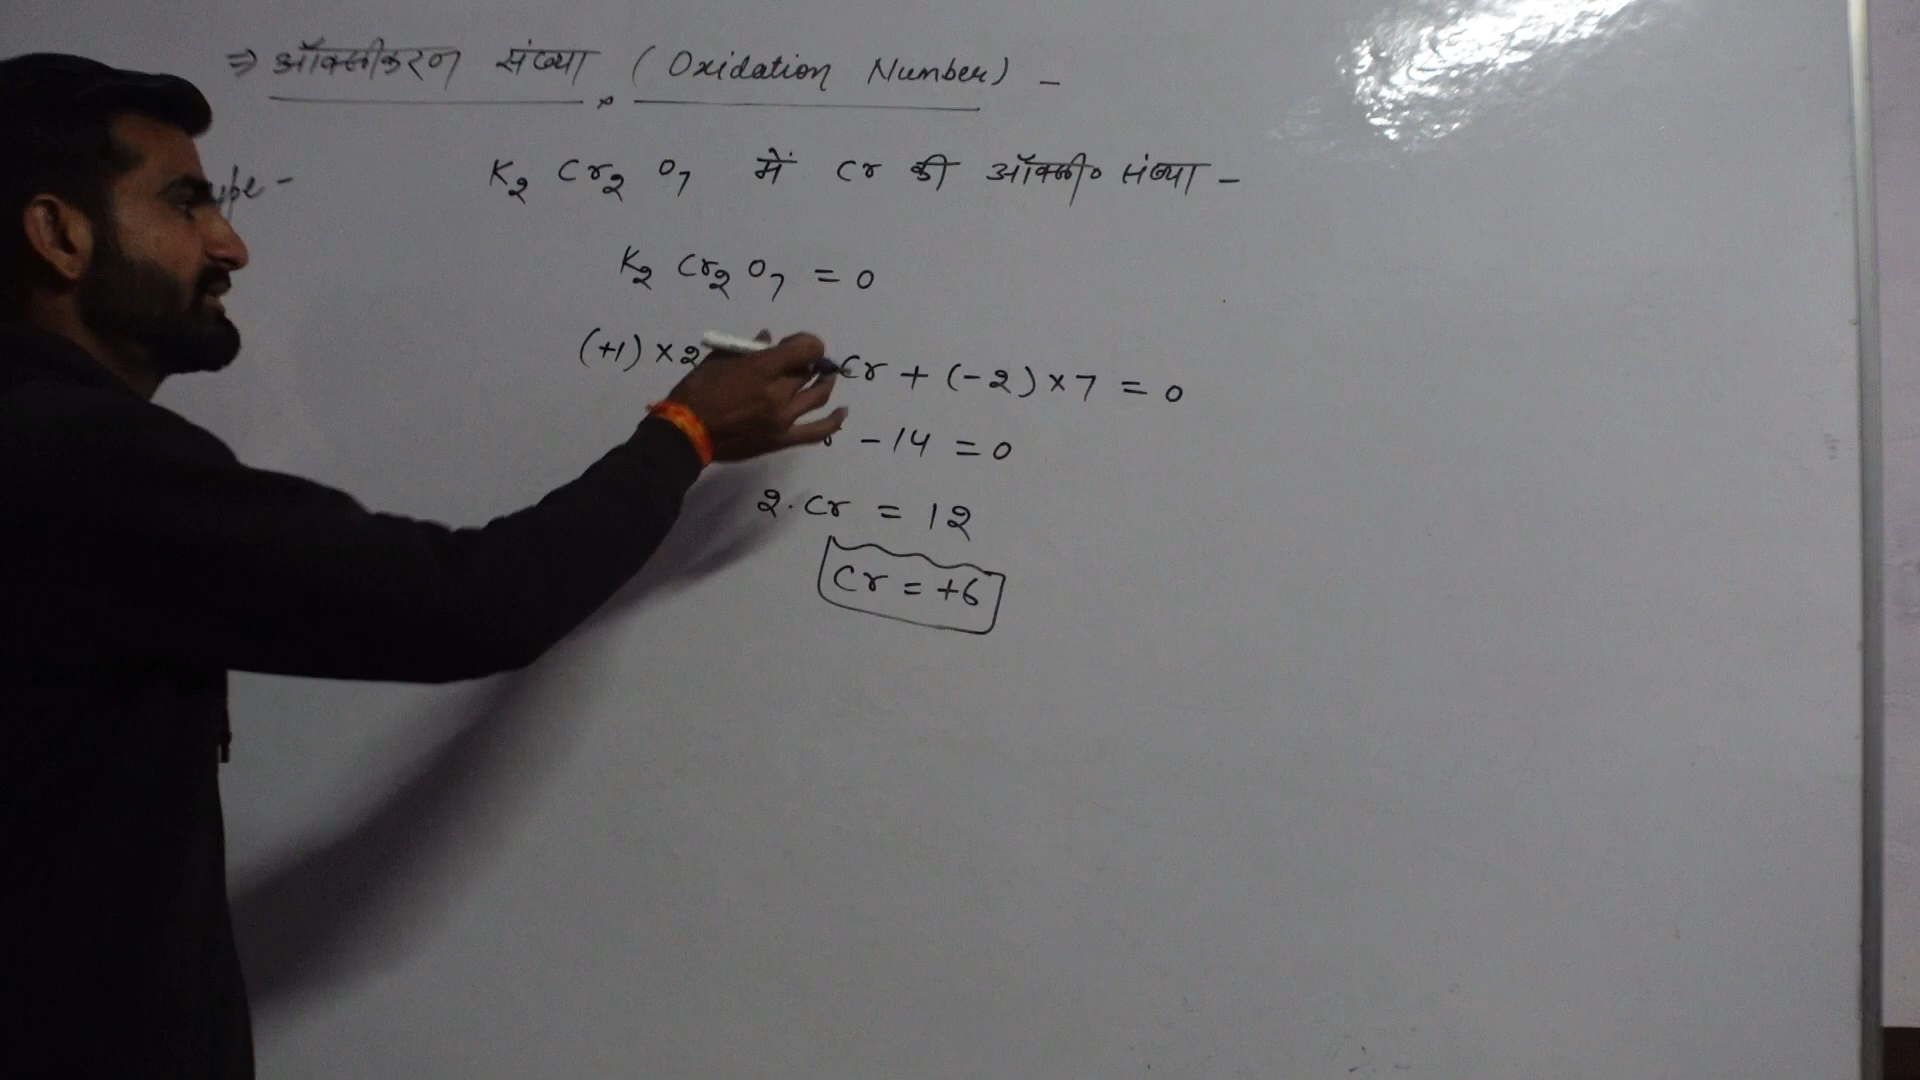 ⇒ ऑक्सीकरण संख्या (Oxidation Number) -
K₂ Cr₂ O₇ में Cr की ऑक्सी० संख्या -
K₂ Cr₂ O₇ = 0
(+1) × 2 Cr + (-2) × 7 = 0
- 14 = 0
2. Cr = 12
Cr = +6